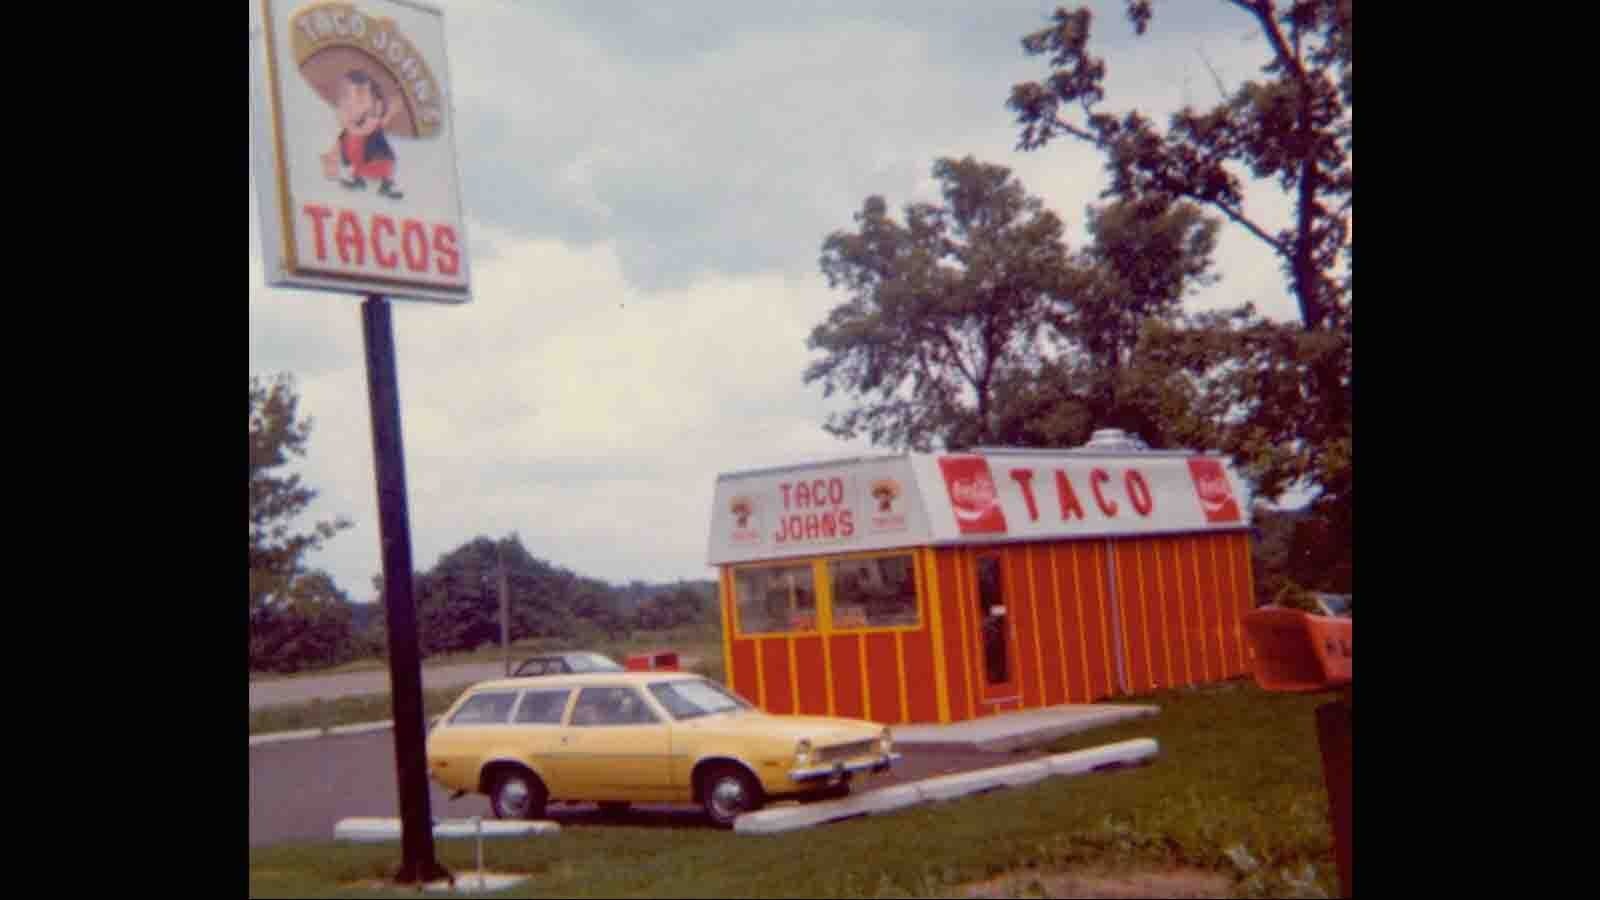 TACO JOHN'S
TACOS
TACO
JOHN'S
Coca-Cola
TACO
Coca-Cola